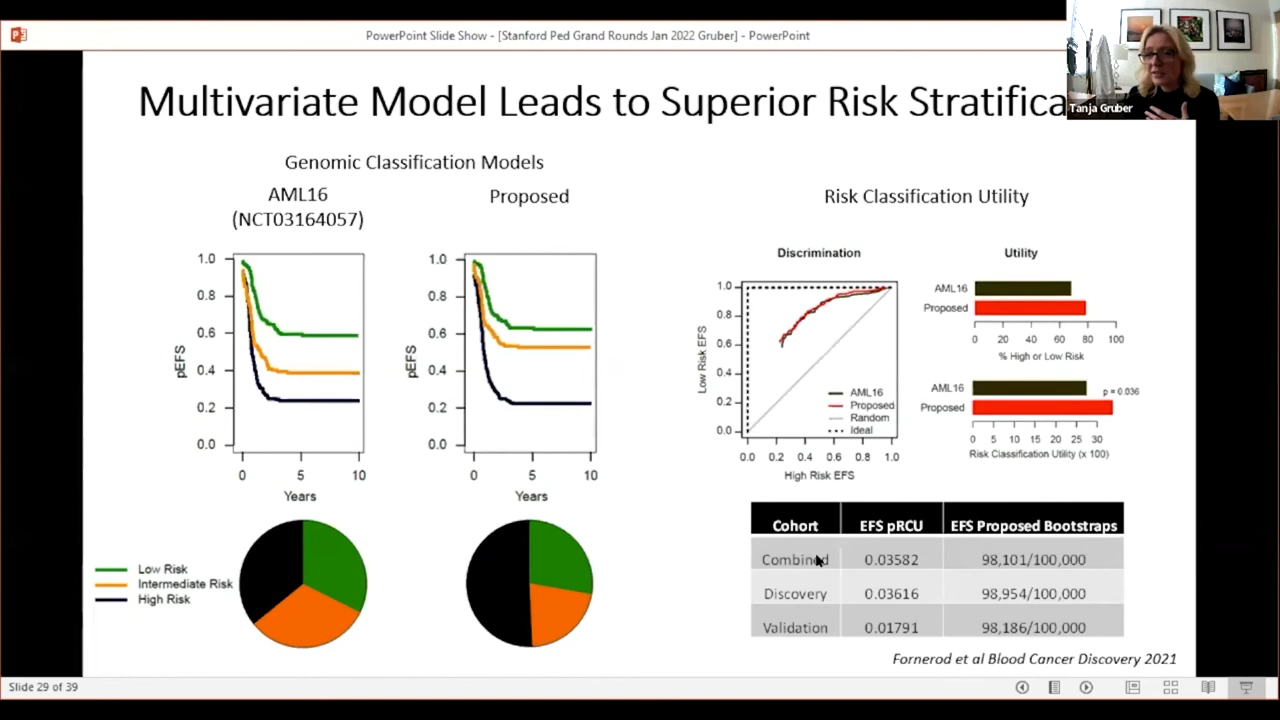 PowerPoint Slide Show - [Stanford Ped Grand Rounds Jan 2022 Gruber] - PowerPoint
Tanja Gruber
Multivariate Model Leads to Superior Risk Stratifica
Genomic Classification Models
AML16
(NCT03164057)
Proposed
Risk Classification Utility
1.0
0.8
0.6
0.4
0.2
0.0
pEFS
0
5
10
Years
1.0
0.8
0.6
0.4
0.2
0.0
pEFS
0
5
10
Years
Discrimination
1.0
0.8
0.6
0.4
0.2
0.0
Low Risk EFS
AML16
Proposed
Random
Ideal
0.0 0.2 0.4 0.6 0.8 1.0
High Risk EFS
Utility
AML16
Proposed
0 20 40 60 80 100
% High or Low Risk
AML16
p = 0.036
Proposed
0 5 10 15 20 25 30
Risk Classification Utility (x 100)
Low Risk
Intermediate Risk
High Risk
Cohort EFS pRCU EFS Proposed Bootstraps
Combined 0.03582 98,101/100,000
Discovery 0.03616 98,954/100,000
Validation 0.01791 98,186/100,000
Fornerod et al Blood Cancer Discovery 2021
Slide 29 of 39